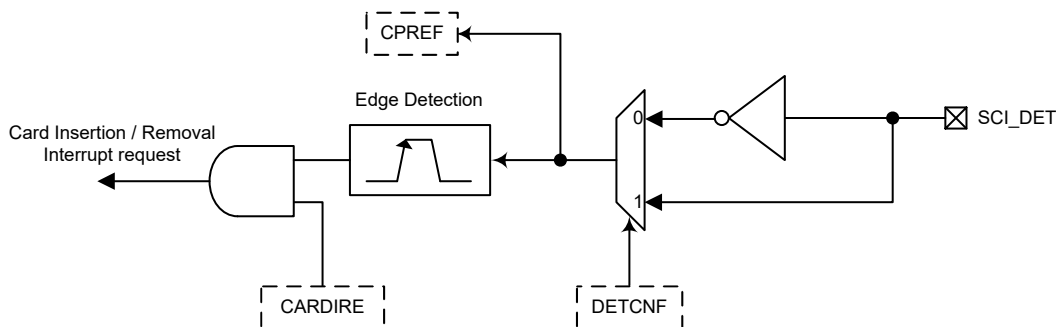 CPREF
Edge Detection
0
SCI_DET
Card Insertion / Removal
Interrupt request
1
CARDIRE
DETCNF